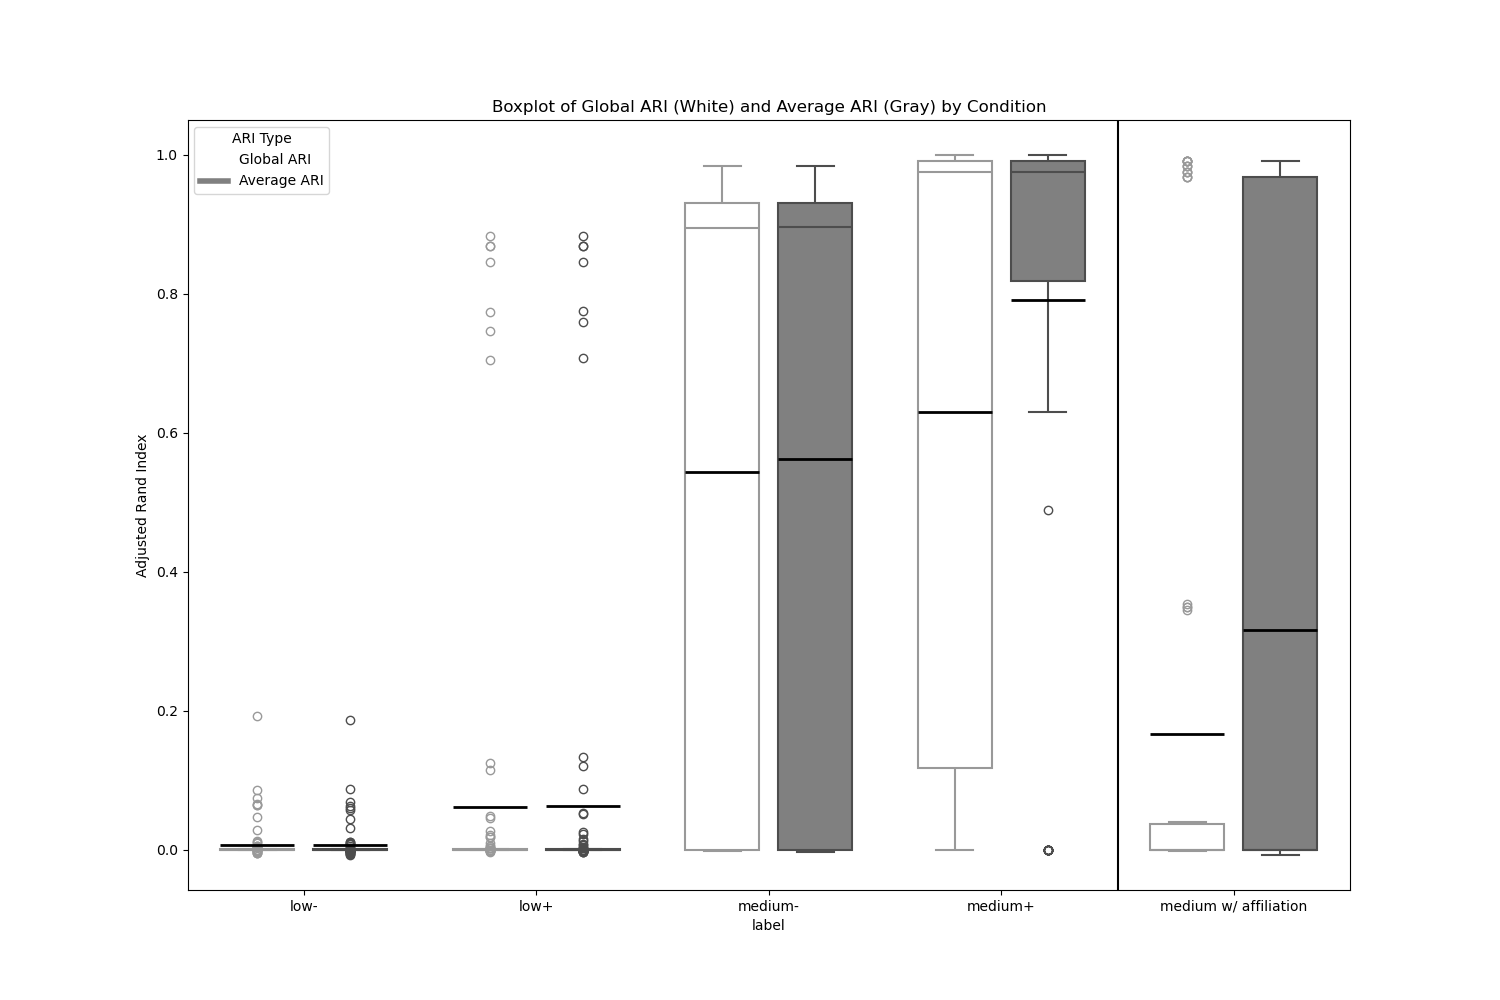 Boxplot of Global ARI (White) and Average ARI (Gray) by Condition
ARI Type
Global ARI
Average ARI
1.0
0.8
0.6
0.4
0.2
0.0
Adjusted Rand Index
low-
low+
medium-
medium+
medium w/ affiliation
label